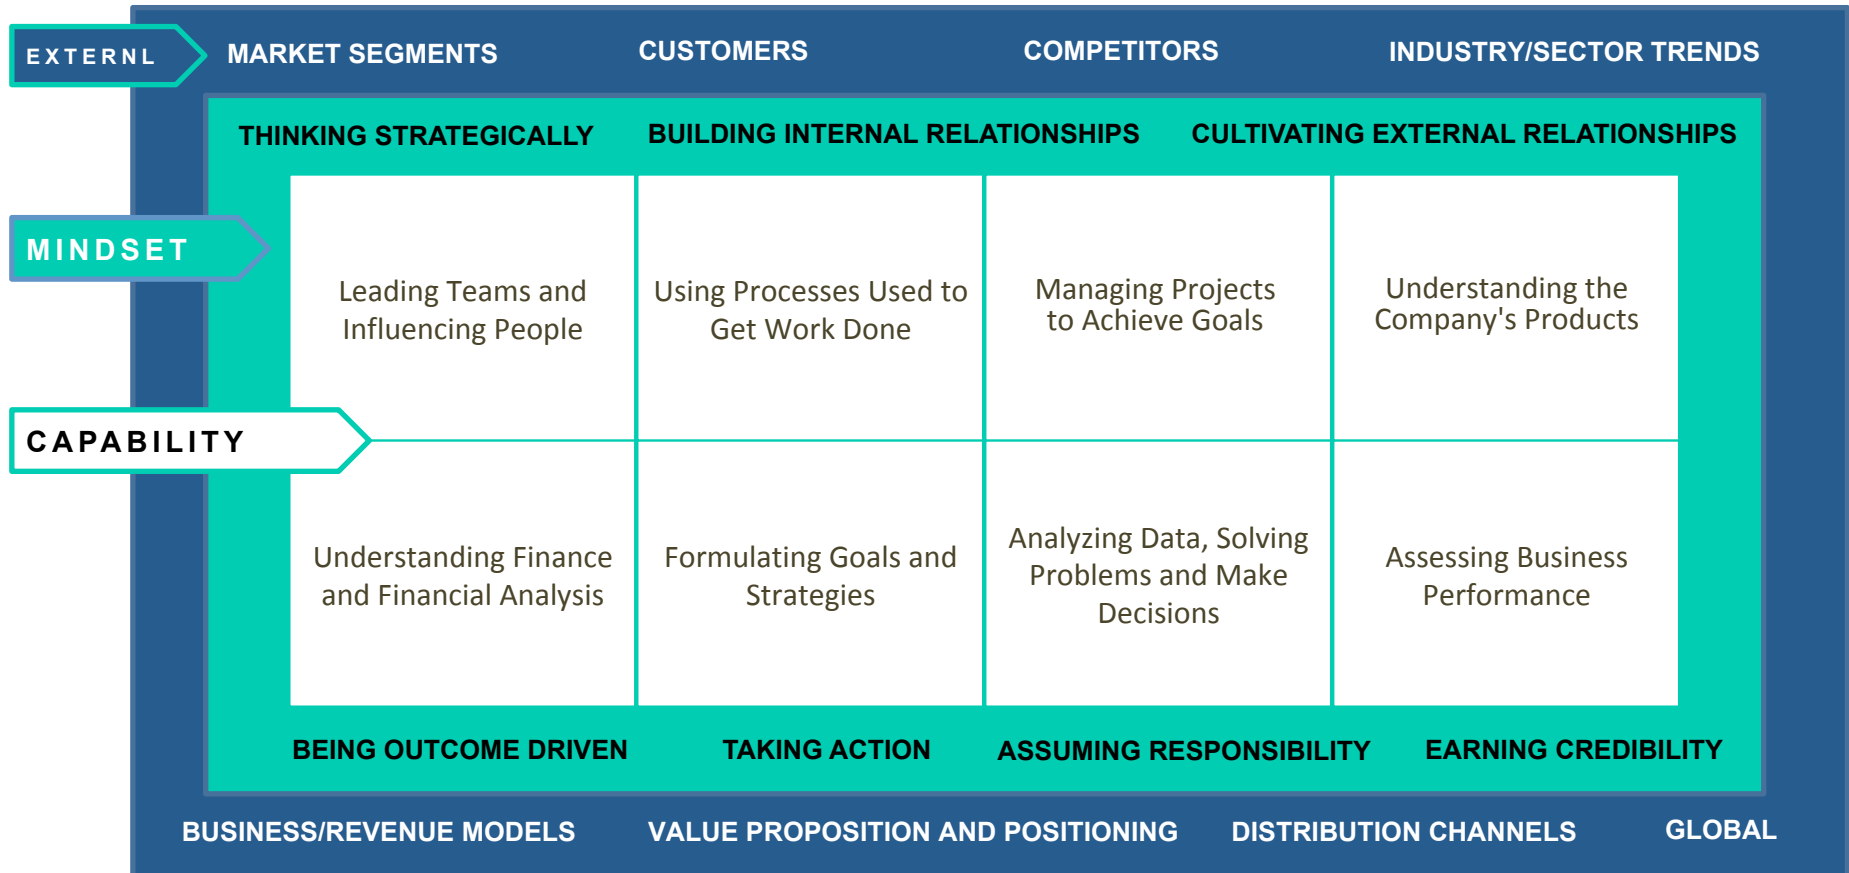 EXTERNL
MARKET SEGMENTS
CUSTOMERS
COMPETITORS
INDUSTRY/SECTOR TRENDS
THINKING STRATEGICALLY
BUILDING INTERNAL RELATIONSHIPS
CULTIVATING EXTERNAL RELATIONSHIPS
MINDSET
Leading Teams and
Influencing People
Using Processes Used to
Get Work Done
Managing Projects
to Achieve Goals
Understanding the
Company's Products
CAPABILITY
Understanding Finance
and Financial Analysis
Formulating Goals and
Strategies
Analyzing Data, Solving
Problems and Make
Decisions
Assessing Business
Performance
BEING OUTCOME DRIVEN
TAKING ACTION
ASSUMING RESPONSIBILITY
EARNING CREDIBILITY
BUSINESS/REVENUE MODELS
VALUE PROPOSITION AND POSITIONING
DISTRIBUTION CHANNELS
GLOBAL